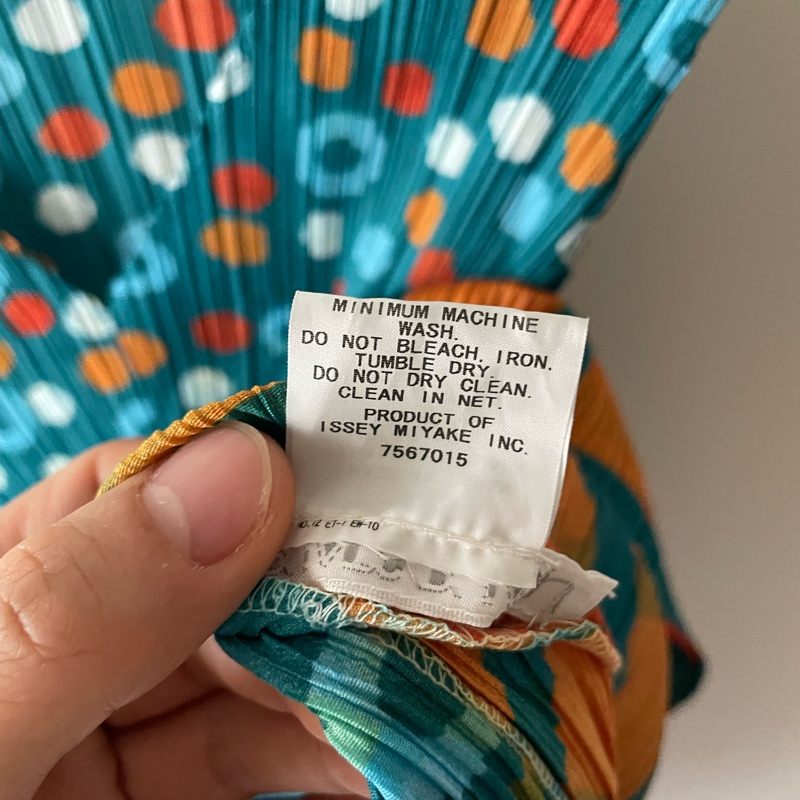 MINIMUM MACHINE
WASH.
DO NOT BLEACH. IRON.
TUMBLE DRY.
DO NOT DRY CLEAN.
CLEAN IN NET.
PRODUCT OF
ISSEY MIYAKE INC.
7567015